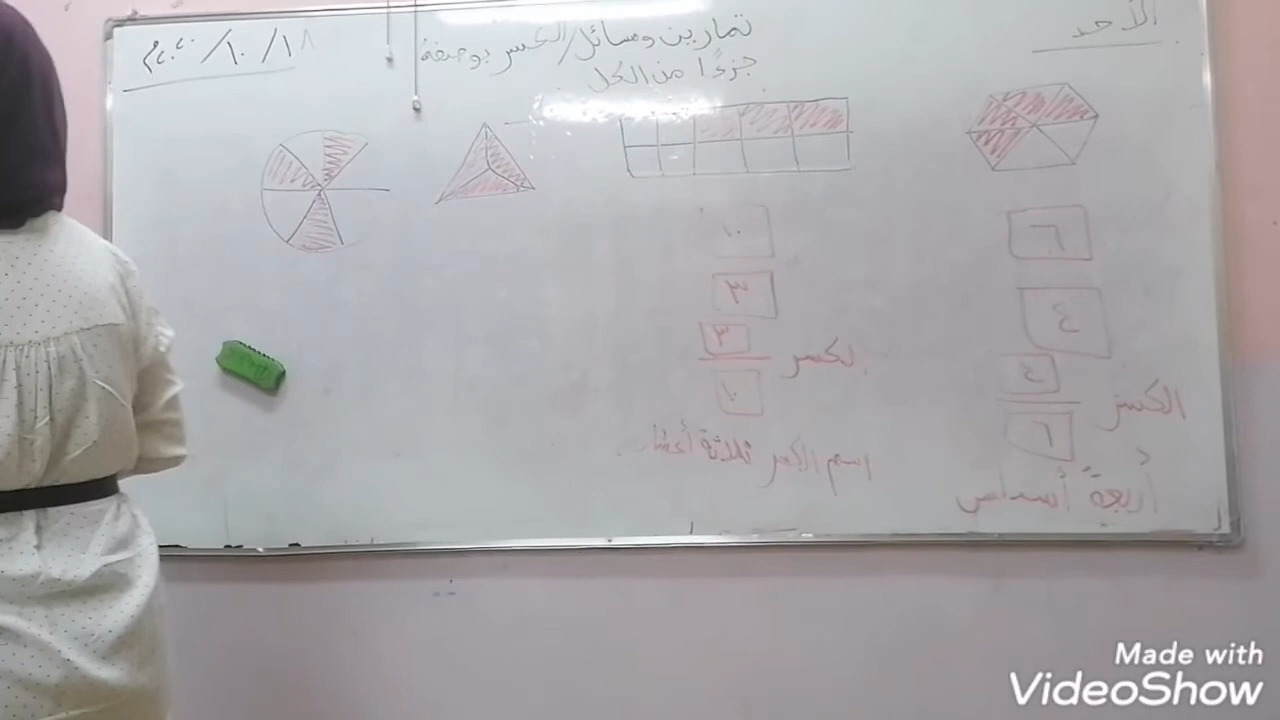 الأحد
تمارين ومسائل/الكسر بوصفه
جزءًا من الكل
١٨/١٠/٢٠٢٠م
٦
٤
الكسر ٤/٦
أربعةُ أسداس
١٠
٣
لكسر ٣/١٠
اسم الكسر ثلاثة أعشار
Made with
VideoShow